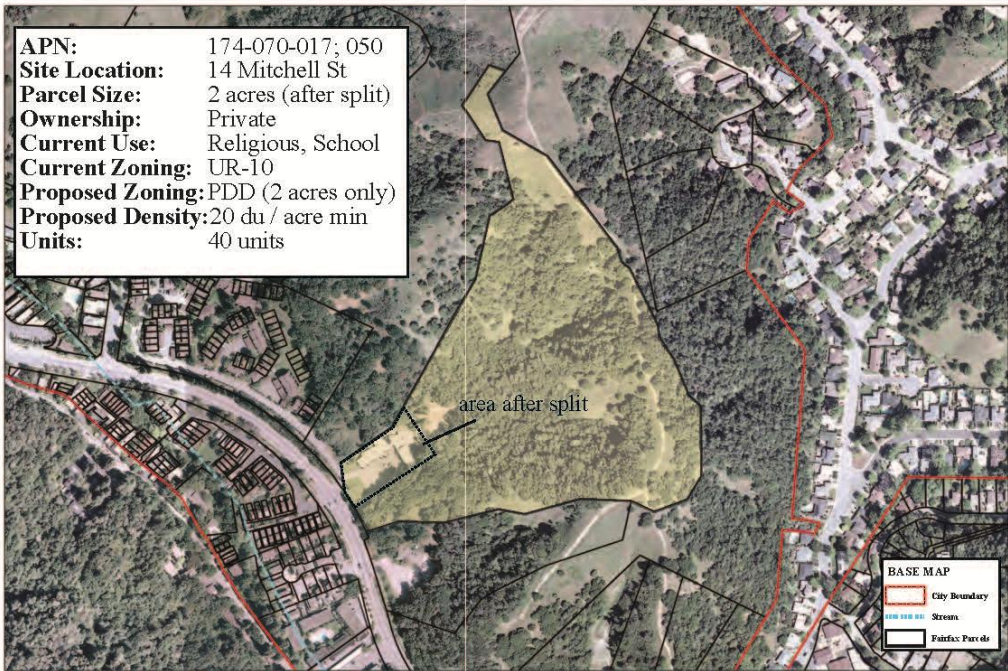 APN: 174-070-017; 050
Site Location: 14 Mitchell St
Parcel Size: 2 acres (after split)
Ownership: Private
Current Use: Religious, School
Current Zoning: UR-10
Proposed Zoning: PDD (2 acres only)
Proposed Density: 20 du / acre min
Units: 40 units
area after split
BASE MAP
City Boundary
Stream
Fairfax Parcels